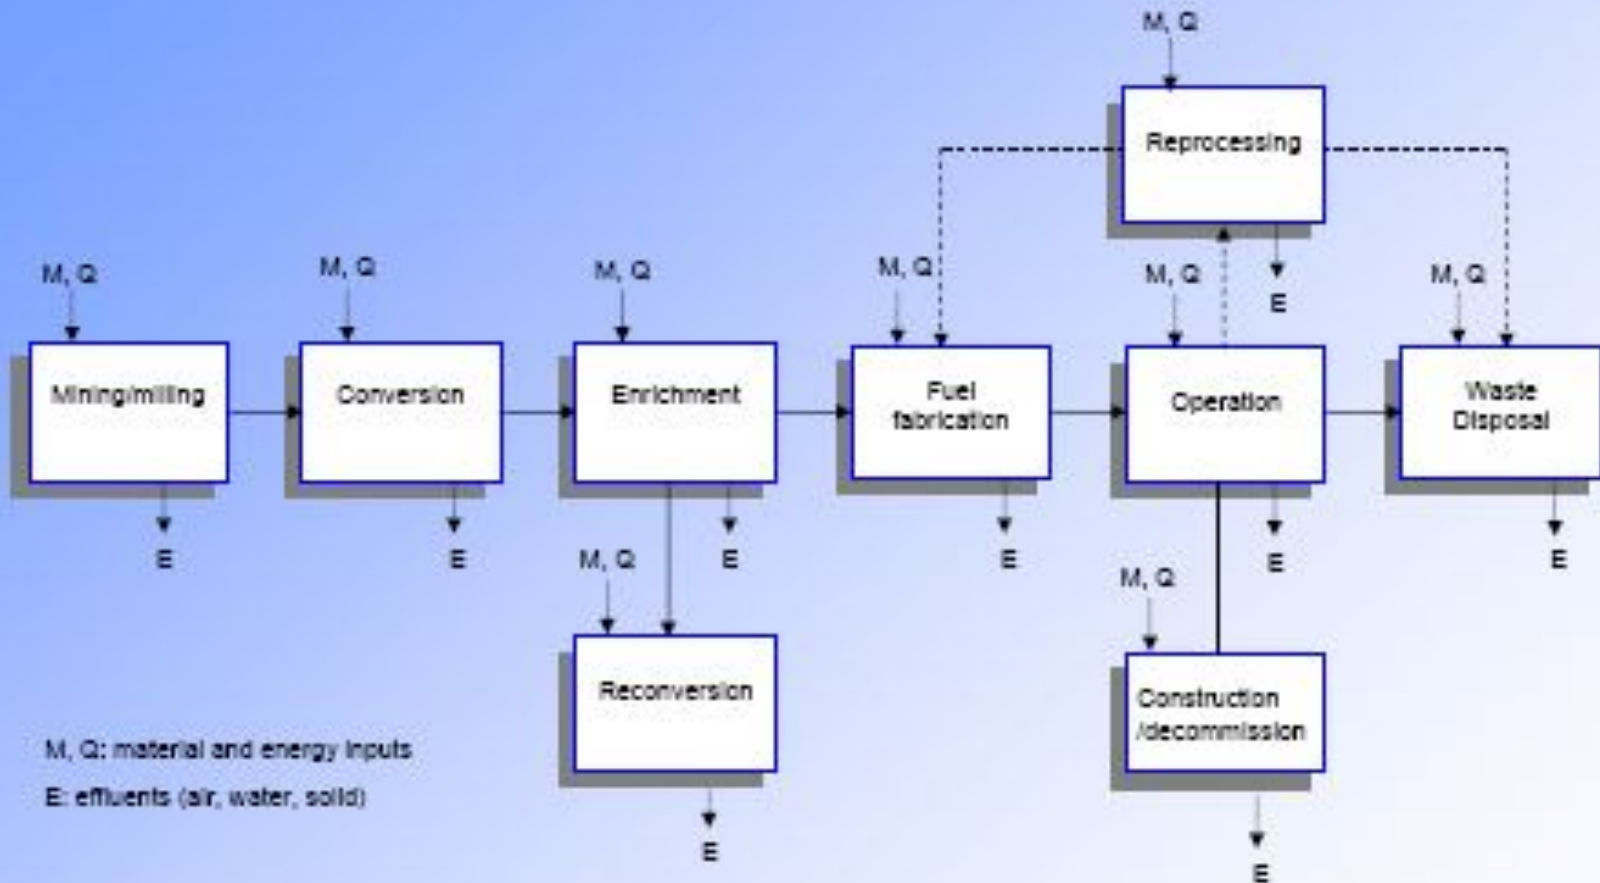 M, Q
Reprocessing
E
M, Q
M, Q
M, Q
M, Q
M, Q
M, Q
Mining/milling
Conversion
Enrichment
Fuel
fabrication
Operation
Waste
Disposal
E
E
E
E
E
E
M, Q
Reconversion
E
M, Q
Construction
/decommission
E
M, Q: material and energy inputs
E: effluents (air, water, solid)